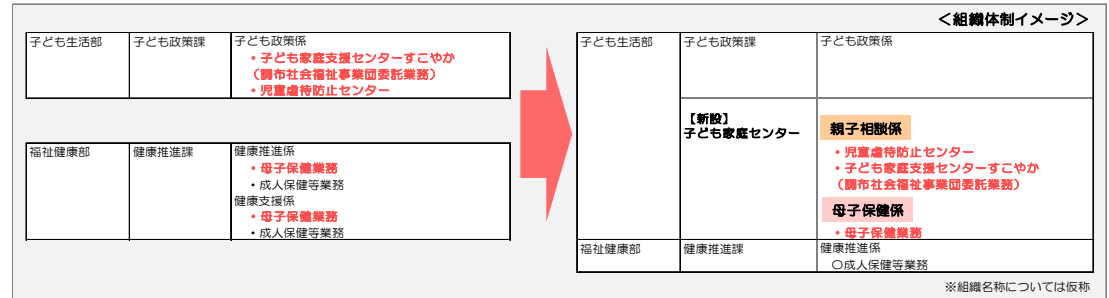 ＜組織体制イメージ＞
子ども生活部
子ども政策課
子ども政策係
・子ども家庭支援センターすこやか
（調布社会福祉事業団委託業務）
・児童虐待防止センター
福祉健康部
健康推進課
健康推進係
・母子保健業務
・成人保健等業務
健康支援係
・母子保健業務
・成人保健等業務
子ども生活部
子ども政策課
子ども政策係
【新設】
子ども家庭センター
親子相談係
・児童虐待防止センター
・子ども家庭支援センターすこやか
（調布社会福祉事業団委託業務）
母子保健係
・母子保健業務
福祉健康部
健康推進課
健康推進係
〇成人保健等業務
※組織名称については仮称